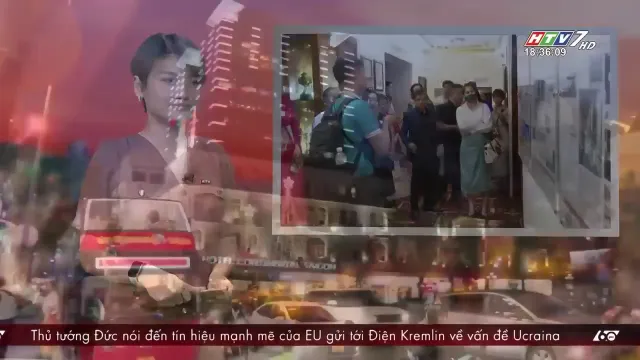 HTV7 HD
18:36:09
Thủ tướng Đức nói đến tín hiệu mạnh mẽ của EU gửi tới Điện Kremlin về vấn đề Ucraina